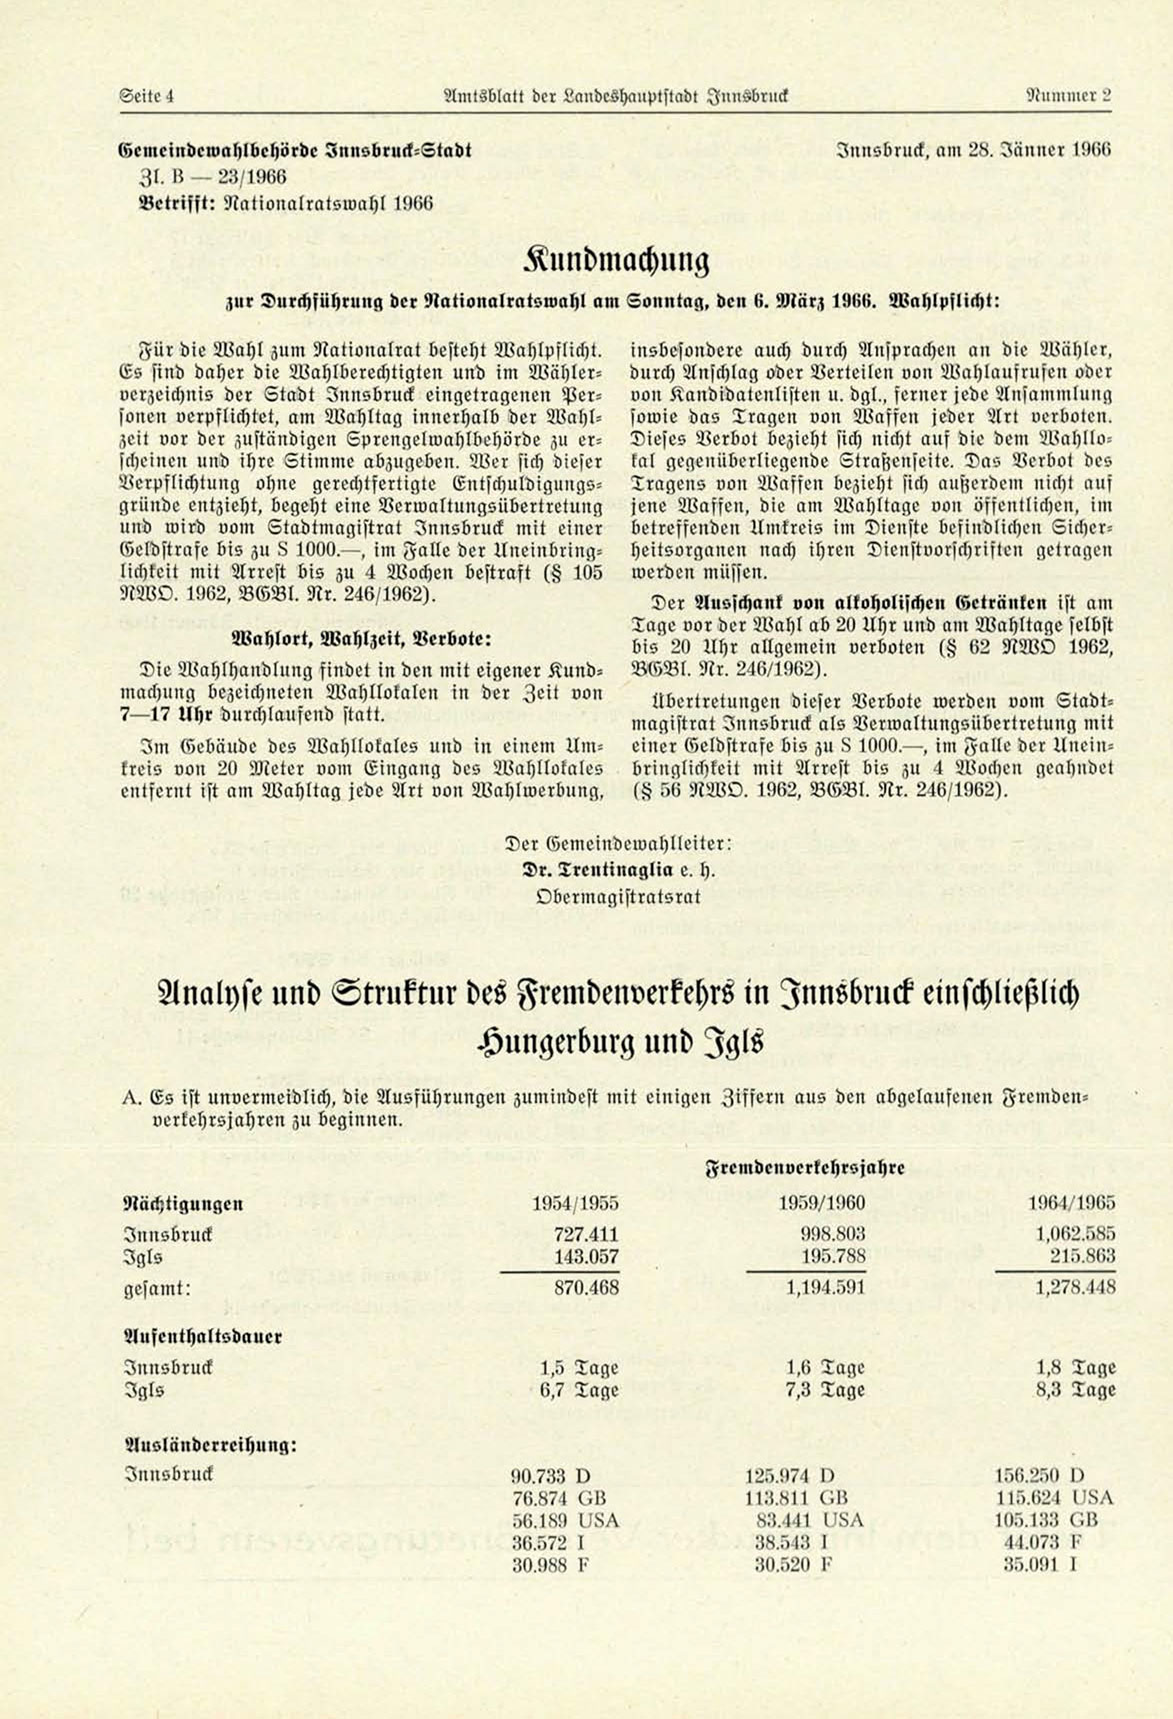 Seite 4
Amtsblatt der Landeshauptstadt Innsbruck
Nummer 2
Gemeindewahlbehörde Innsbruck-Stadt
Innsbruck, am 28. Jänner 1966
Zl. B — 23/1966
Betrifft: Nationalratswahl 1966
Kundmachung
zur Durchführung der Nationalratswahl am Sonntag, den 6. März 1966. Wahlpflicht:
Für die Wahl zum Nationalrat besteht Wahlpflicht.
Es sind daher die Wahlberechtigten und im Wähler-
verzeichnis der Stadt Innsbruck eingetragenen Per-
sonen verpflichtet, am Wahltag innerhalb der Wahl-
zeit vor der zuständigen Sprengelwahlbehörde zu er-
scheinen und ihre Stimme abzugeben. Wer sich dieser
Verpflichtung ohne gerechtfertigte Entschuldigungs-
gründe entzieht, begeht eine Verwaltungsübertretung
und wird vom Stadtmagistrat Innsbruck mit einer
Geldstrafe bis zu S 1000.—, im Falle der Uneinbring-
lichkeit mit Arrest bis zu 4 Wochen bestraft (§ 105
NWO. 1962, BGBl. Nr. 246/1962).
Wahlort, Wahlzeit, Verbote:
Die Wahlhandlung findet in den mit eigener Kund-
machung bezeichneten Wahllokalen in der Zeit von
7—17 Uhr durchlaufend statt.
Im Gebäude des Wahllokales und in einem Um-
kreis von 20 Meter vom Eingang des Wahllokales
entfernt ist am Wahltag jede Art von Wahlwerbung,
insbesondere auch durch Ansprachen an die Wähler,
durch Anschlag oder Verteilen von Wahlaufrufen oder
von Kandidatenlisten u. dgl., ferner jede Ansammlung
sowie das Tragen von Waffen jeder Art verboten.
Dieses Verbot bezieht sich nicht auf die dem Wahllo-
kal gegenüberliegende Straßenseite. Das Verbot des
Tragens von Waffen bezieht sich außerdem nicht auf
jene Waffen, die am Wahltage von öffentlichen, im
betreffenden Umkreis im Dienste befindlichen Sicher-
heitsorganen nach ihren Dienstvorschriften getragen
werden müssen.
Der Ausschank von alkoholischen Getränken ist am
Tage vor der Wahl ab 20 Uhr und am Wahltage selbst
bis 20 Uhr allgemein verboten (§ 62 NWO 1962,
BGBl. Nr. 246/1962).
Übertretungen dieser Verbote werden vom Stadt-
magistrat Innsbruck als Verwaltungsübertretung mit
einer Geldstrafe bis zu S 1000.—, im Falle der Unein-
bringlichkeit mit Arrest bis zu 4 Wochen geahndet
(§ 56 NWO. 1962, BGBl. Nr. 246/1962).
Der Gemeindewahlleiter:
Dr. Trentinaglia e. h.
Obermagistratsrat
Analyse und Struktur des Fremdenverkehrs in Innsbruck einschließlich
Hungerburg und Igls
A. Es ist unvermeidlich, die Ausführungen zumindest mit einigen Ziffern aus den abgelaufenen Fremden-
verkehrsjahren zu beginnen.
Fremdenverkehrsjahre
Nächtigungen 1954/1955 1959/1960 1964/1965
Innsbruck 727.411 998.803 1,062.585
Igls 143.057 195.788 215.863
gesamt: 870.468 1,194.591 1,278.448
Aufenthaltsdauer
Innsbruck 1,5 Tage 1,6 Tage 1,8 Tage
Igls 6,7 Tage 7,3 Tage 8,3 Tage
Ausländerreihung:
Innsbruck 90.733 D 125.974 D 156.250 D
76.874 GB 113.811 GB 115.624 USA
56.189 USA 83.441 USA 105.133 GB
36.572 I 38.543 I 44.073 F
30.988 F 30.520 F 35.091 I